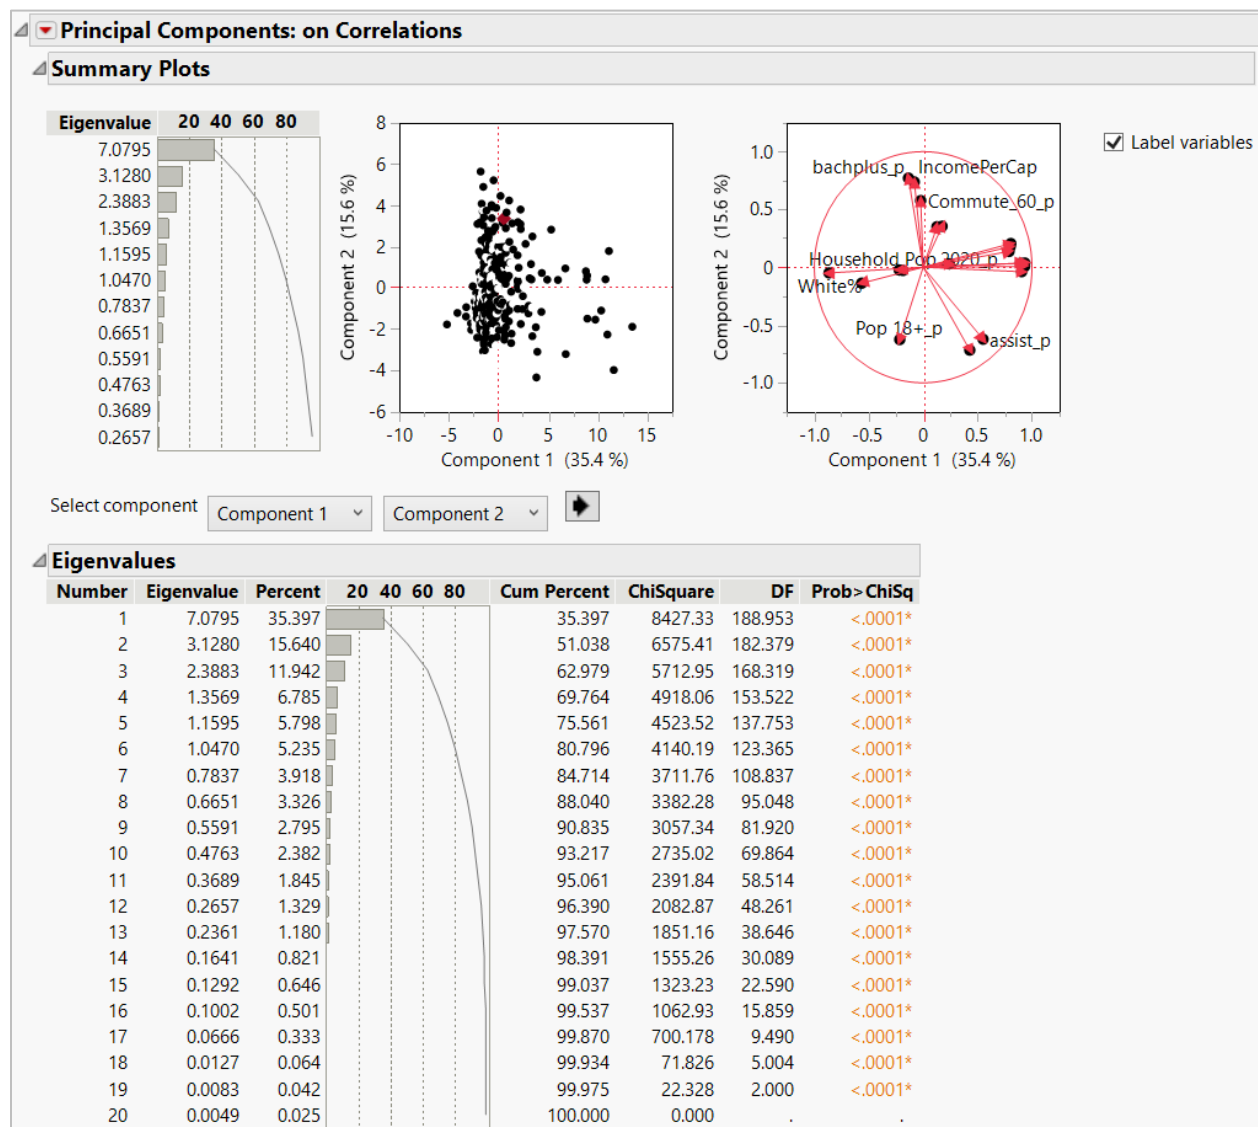 Principal Components: on Correlations
Summary Plots
Eigenvalue 20 40 60 80
7.0795
3.1280
2.3883
1.3569
1.1595
1.0470
0.7837
0.6651
0.5591
0.4763
0.3689
0.2657
Component 2 (15.6 %)
8
6
4
2
0
-2
-4
-6
-10 -5 0 5 10 15
Component 1 (35.4 %)
Component 2 (15.6 %)
1.0
0.5
0
-0.5
-1.0
bachplus_p IncomePerCap
Commute_60_p
Household Pop 2020_p
White%
Pop 18+_p
assist_p
-1.0 -0.5 0 0.5 1.0
Component 1 (35.4 %)
Label variables
Select component Component 1 Component 2
Eigenvalues
Number Eigenvalue Percent 20 40 60 80 Cum Percent ChiSquare DF Prob>ChiSq
1 7.0795 35.397 35.397 8427.33 188.953 <.0001*
2 3.1280 15.640 51.038 6575.41 182.379 <.0001*
3 2.3883 11.942 62.979 5712.95 168.319 <.0001*
4 1.3569 6.785 69.764 4918.06 153.522 <.0001*
5 1.1595 5.798 75.561 4523.52 137.753 <.0001*
6 1.0470 5.235 80.796 4140.19 123.365 <.0001*
7 0.7837 3.918 84.714 3711.76 108.837 <.0001*
8 0.6651 3.326 88.040 3382.28 95.048 <.0001*
9 0.5591 2.795 90.835 3057.34 81.920 <.0001*
10 0.4763 2.382 93.217 2735.02 69.864 <.0001*
11 0.3689 1.845 95.061 2391.84 58.514 <.0001*
12 0.2657 1.329 96.390 2082.87 48.261 <.0001*
13 0.2361 1.180 97.570 1851.16 38.646 <.0001*
14 0.1641 0.821 98.391 1555.26 30.089 <.0001*
15 0.1292 0.646 99.037 1323.23 22.590 <.0001*
16 0.1002 0.501 99.537 1062.93 15.859 <.0001*
17 0.0666 0.333 99.870 700.178 9.490 <.0001*
18 0.0127 0.064 99.934 71.826 5.004 <.0001*
19 0.0083 0.042 99.975 22.328 2.000 <.0001*
20 0.0049 0.025 100.000 0.000 . .